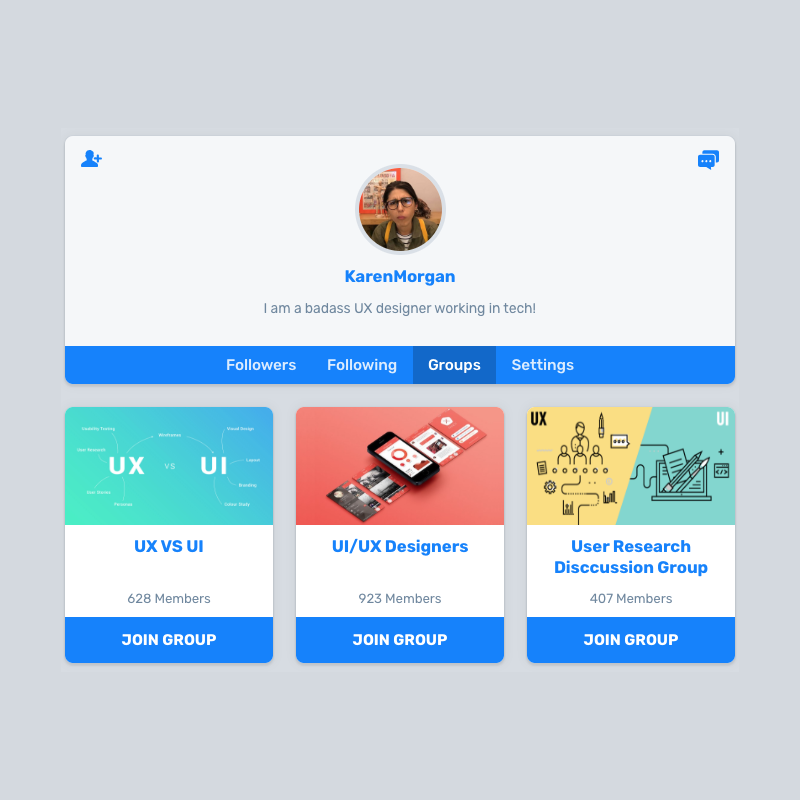 KarenMorgan
I am a badass UX designer working in tech!
Followers Following Groups Settings
Usability Testing
Wireframes
Visual Design
User Research
UX VS UI
Layout
User Stories
Branding
Personas
Colour Study
UX
UI
UX VS UI
628 Members
JOIN GROUP
UI/UX Designers
923 Members
JOIN GROUP
User Research
Disccussion Group
407 Members
JOIN GROUP